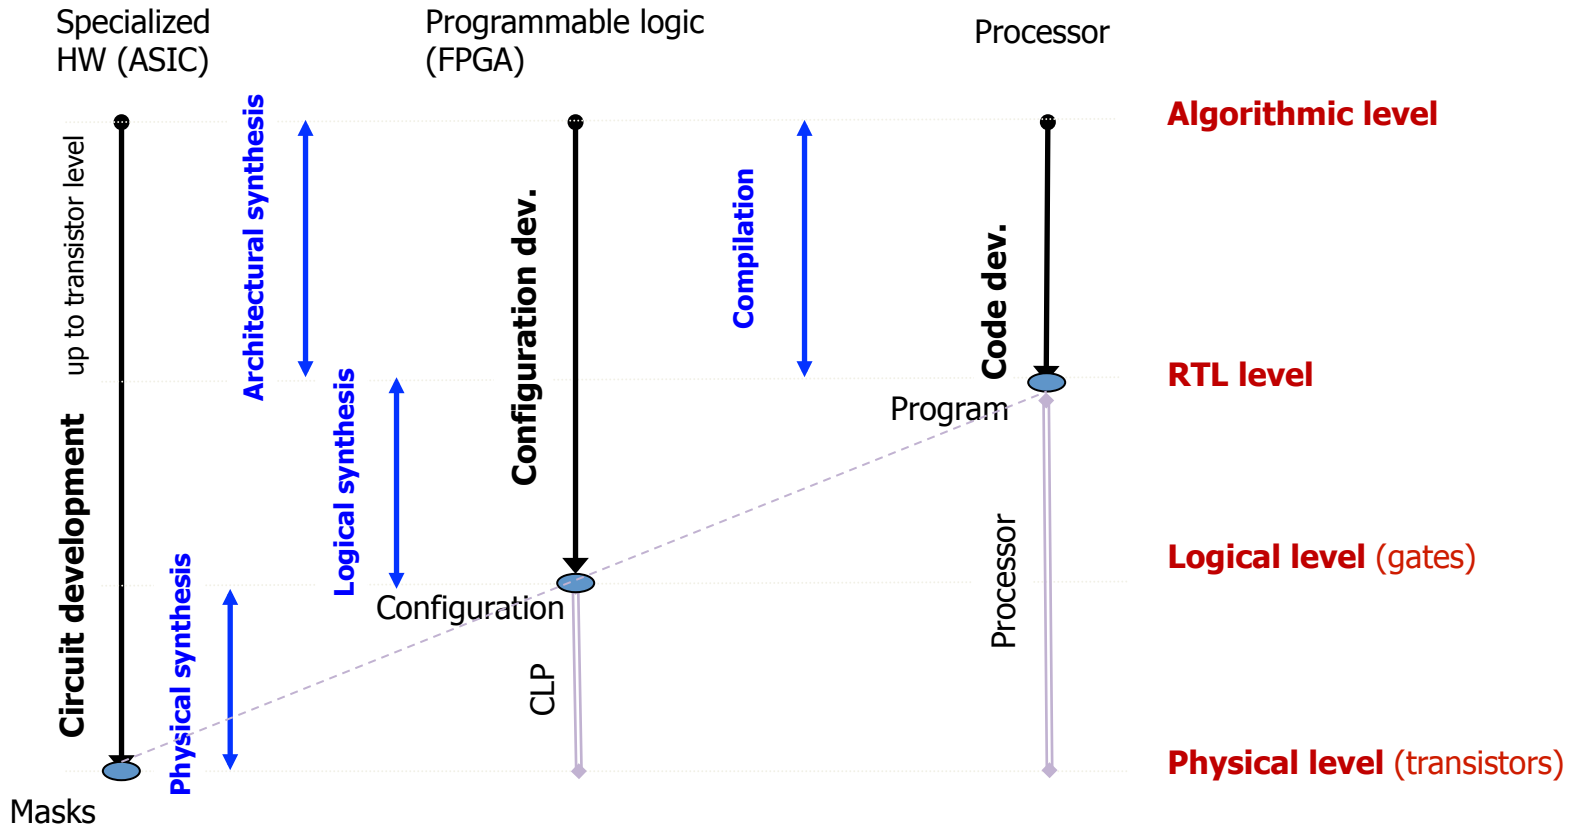 Specialized
HW (ASIC)
Programmable logic
(FPGA)
Processor
Algorithmic level
up to transistor level
Architectural synthesis
Configuration dev.
Compilation
Code dev.
RTL level
Program
Circuit development
Logical synthesis
Processor
Logical level (gates)
Configuration
Physical synthesis
CLP
Physical level (transistors)
Masks